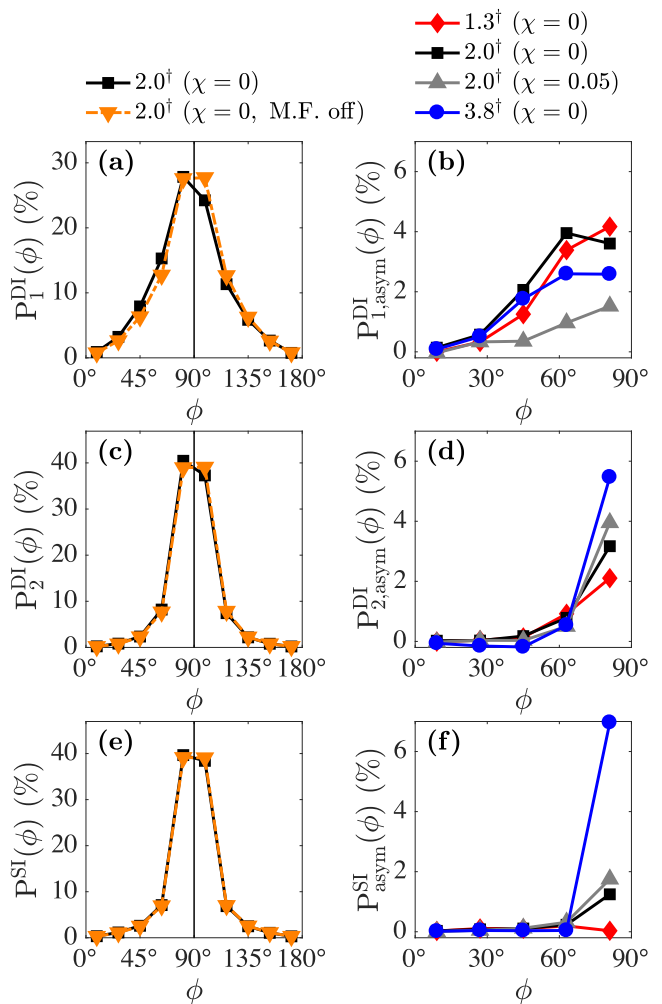 2.0† (χ = 0)
2.0† (χ = 0, M.F. off)
1.3† (χ = 0)
2.0† (χ = 0)
2.0† (χ = 0.05)
3.8† (χ = 0)
(a)
P₁ᴰᴵ(ϕ) (%)
30
20
10
0
0° 45° 90° 135° 180°
ϕ
(b)
P₁,asymᴰᴵ(ϕ) (%)
6
4
2
0
0° 30° 60° 90°
ϕ
(c)
P₂ᴰᴵ(ϕ) (%)
40
30
20
10
0
0° 45° 90° 135° 180°
ϕ
(d)
P₂,asymᴰᴵ(ϕ) (%)
6
4
2
0
0° 30° 60° 90°
ϕ
(e)
Pˢᴵ(ϕ) (%)
40
30
20
10
0
0° 45° 90° 135° 180°
ϕ
(f)
Pasymˢᴵ(ϕ) (%)
6
4
2
0
0° 30° 60° 90°
ϕ